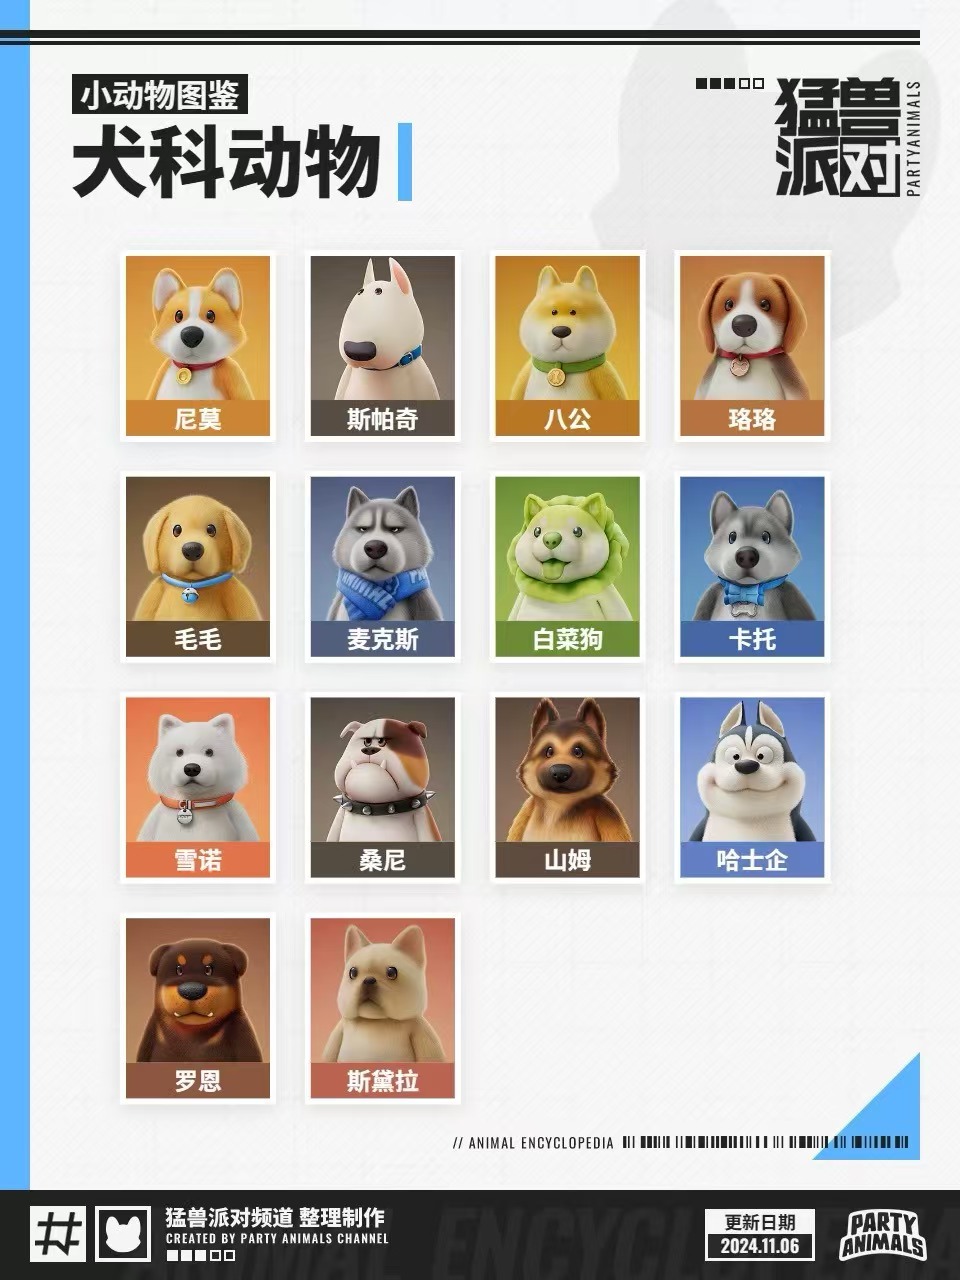 小动物图鉴
犬科动物
猛兽
派对
PARTYANIMALS
尼莫
斯帕奇
八公
珞珞
毛毛
麦克斯
白菜狗
卡托
雪诺
桑尼
山姆
哈士企
罗恩
斯黛拉
// ANIMAL ENCYCLOPEDIA
猛兽派对频道 整理制作
CREATED BY PARTY ANIMALS CHANNEL
更新日期
2024.11.06
PARTY
ANIMALS